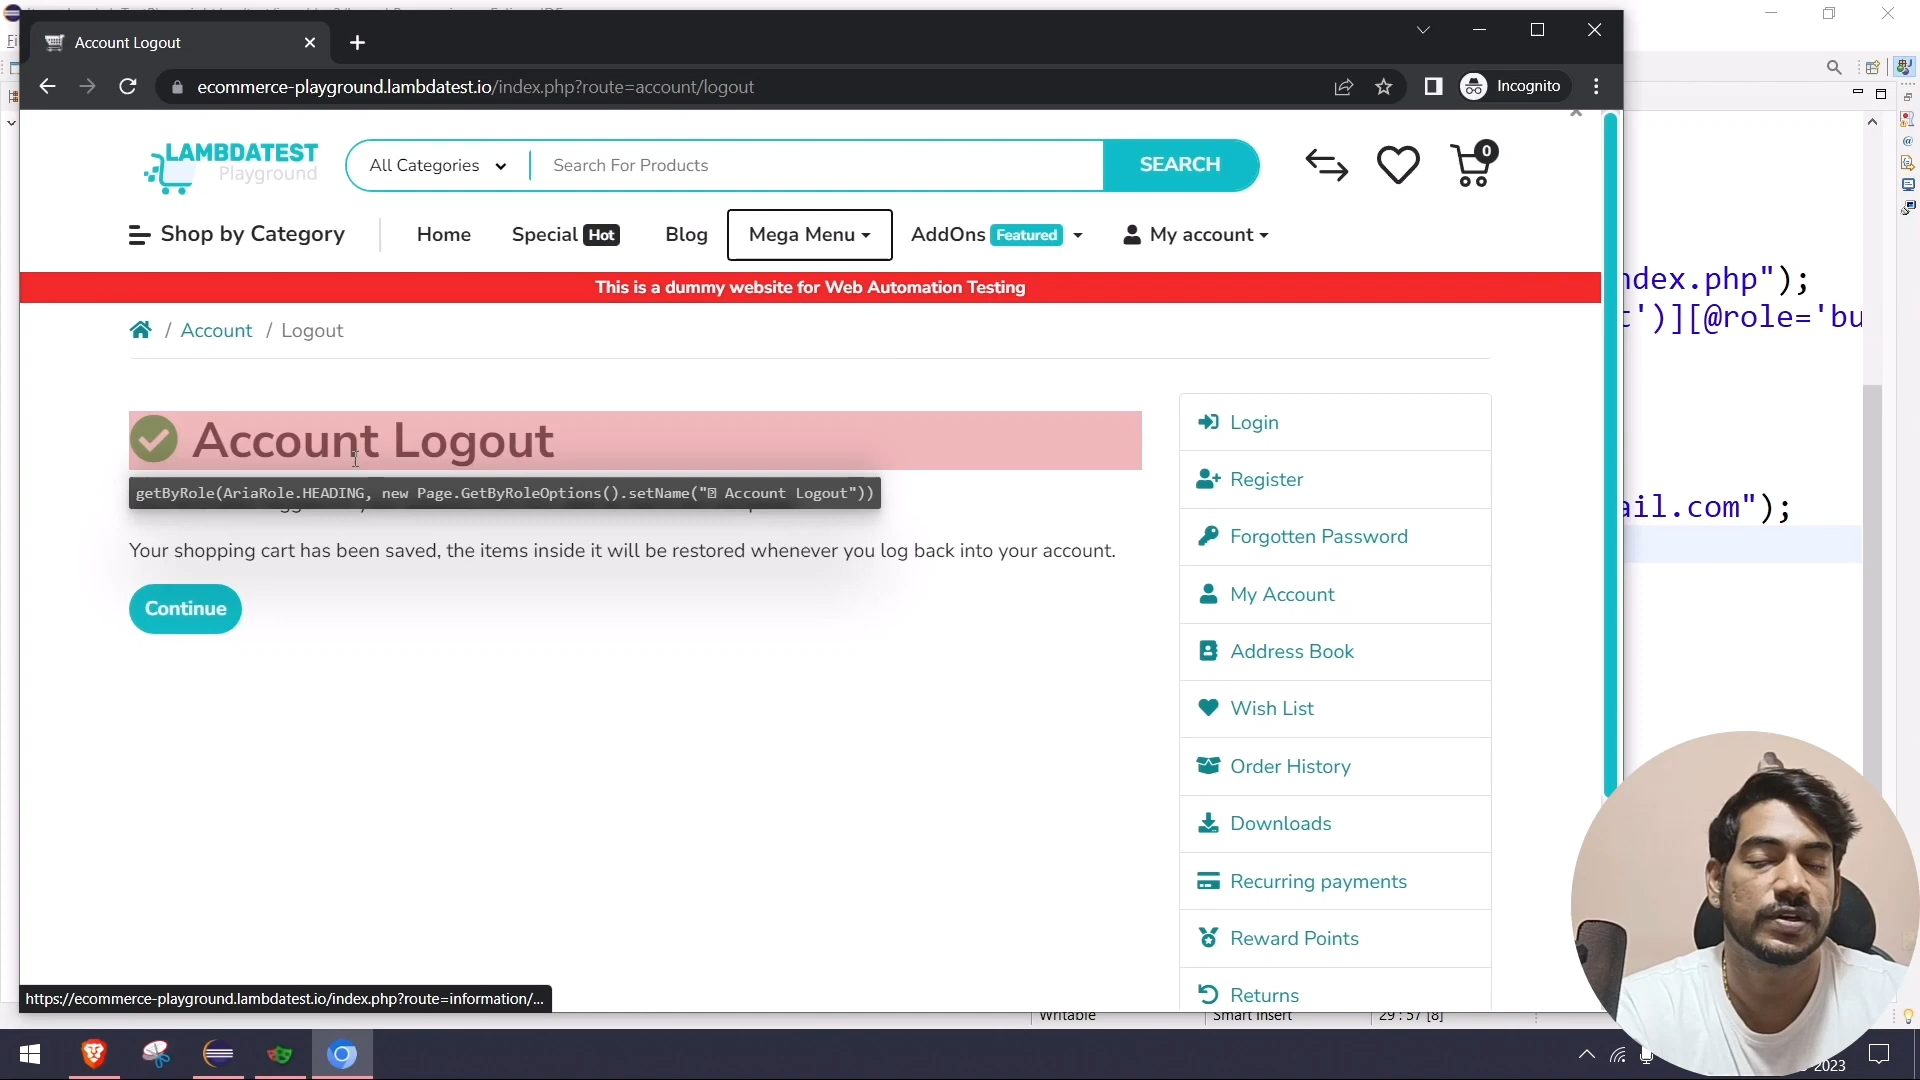 Account Logout
ecommerce-playground.lambdatest.io/index.php?route=account/logout
Incognito
LAMBDATEST
Playground
All Categories
Search For Products
SEARCH
0
Shop by Category
Home
Special Hot
Blog
Mega Menu
AddOns Featured
My account
This is a dummy website for Web Automation Testing
/ Account / Logout
Account Logout
getByRole(AriaRole.HEADING, new Page.GetByRoleOptions().setName("▯ Account Logout"))
Your shopping cart has been saved, the items inside it will be restored whenever you log back into your account.
Continue
Login
Register
Forgotten Password
My Account
Address Book
Wish List
Order History
Downloads
Recurring payments
Reward Points
Returns
ndex.php");
t')][@role='bu
ail.com");
https://ecommerce-playground.lambdatest.io/index.php?route=information/...
Writable
Smart Insert
29 : 57 [8]
2023